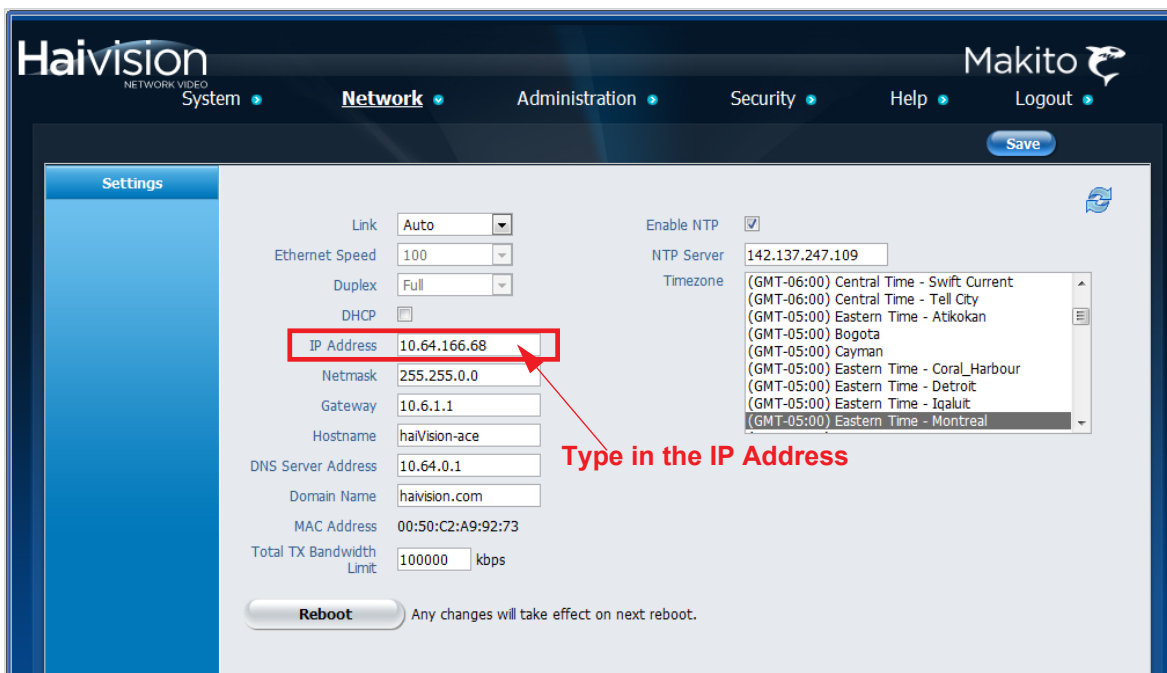 Haivision
NETWORK VIDEO
Makito
System Network Administration Security Help Logout
Save
Settings
Link Auto
Ethernet Speed 100
Duplex Full
DHCP
IP Address 10.64.166.68
Netmask 255.255.0.0
Gateway 10.6.1.1
Hostname haiVision-ace
DNS Server Address 10.64.0.1
Domain Name haivision.com
MAC Address 00:50:C2:A9:92:73
Total TX Bandwidth
Limit 100000 kbps
Reboot Any changes will take effect on next reboot.
Enable NTP
NTP Server 142.137.247.109
Timezone (GMT-06:00) Central Time - Swift Current
(GMT-06:00) Central Time - Tell City
(GMT-05:00) Eastern Time - Atikokan
(GMT-05:00) Bogota
(GMT-05:00) Cayman
(GMT-05:00) Eastern Time - Coral_Harbour
(GMT-05:00) Eastern Time - Detroit
(GMT-05:00) Eastern Time - Iqaluit
(GMT-05:00) Eastern Time - Montreal
Type in the IP Address